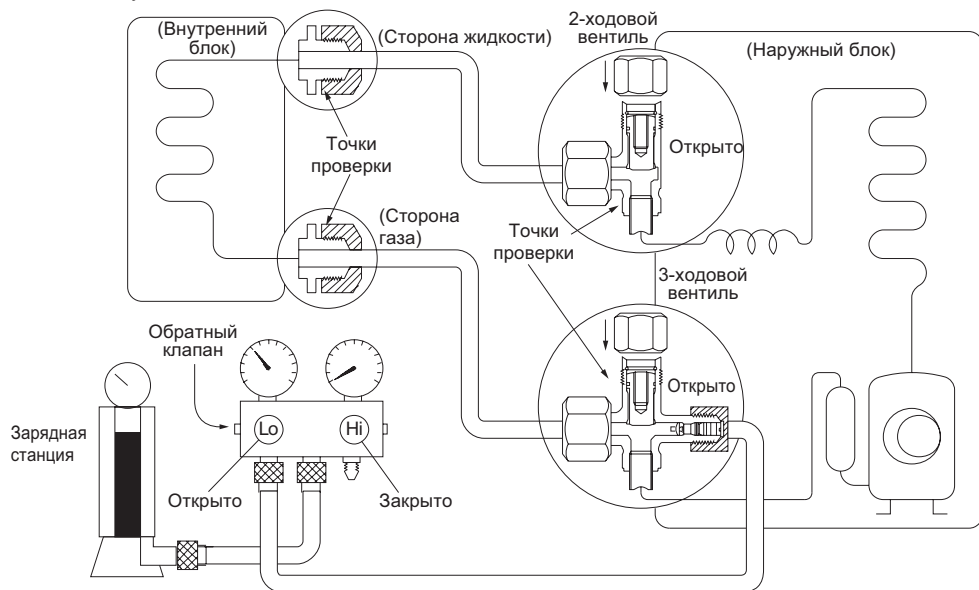 (Внутренний
блок)
(Сторона жидкости)
2-ходовой
вентиль
(Наружный блок)
Открыто
Точки
проверки
(Сторона
газа)
Точки
проверки
3-ходовой
вентиль
Обратный
клапан
Открыто
Зарядная
станция
Lo
Hi
Открыто
Закрыто